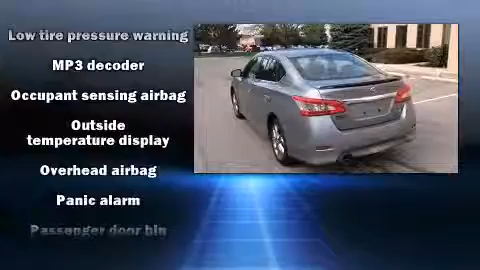 Low tire pressure warning
MP3 decoder
Occupant sensing airbag
Outside
temperature display
Overhead airbag
Panic alarm
Passenger door bin